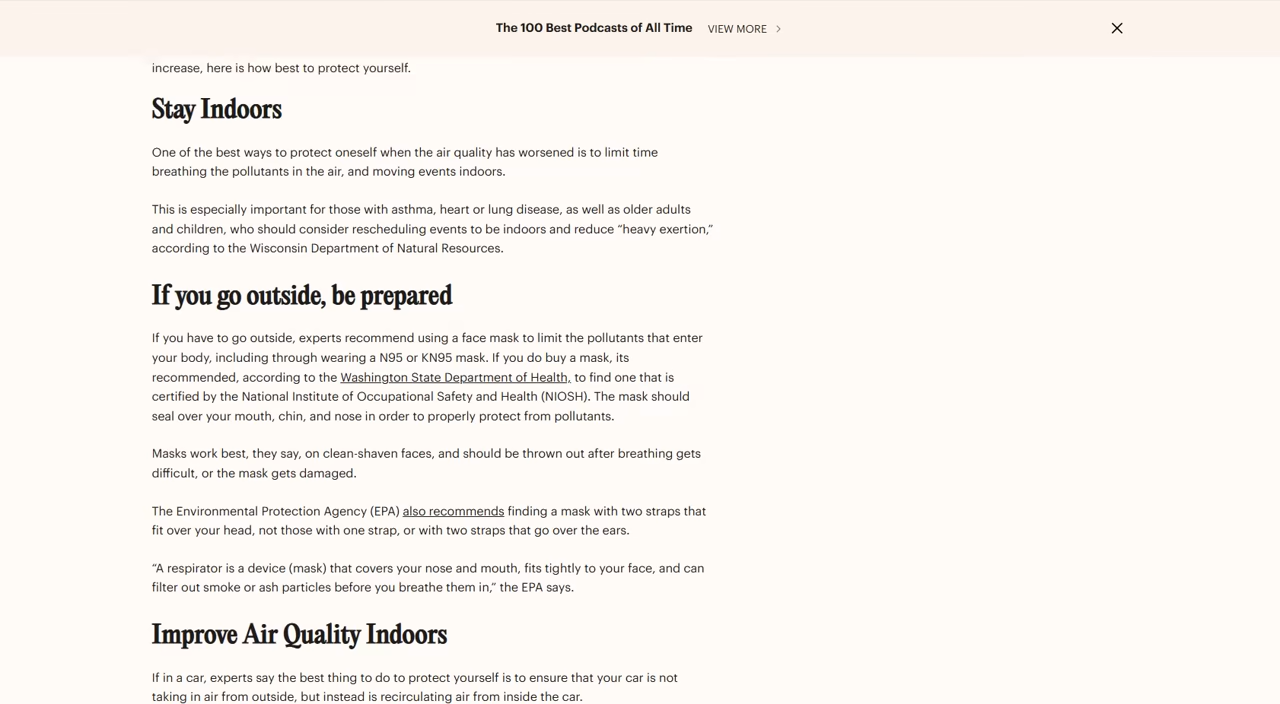 The 100 Best Podcasts of All Time VIEW MORE
increase, here is how best to protect yourself.
Stay Indoors
One of the best ways to protect oneself when the air quality has worsened is to limit time
breathing the pollutants in the air, and moving events indoors.
This is especially important for those with asthma, heart or lung disease, as well as older adults
and children, who should consider rescheduling events to be indoors and reduce “heavy exertion,”
according to the Wisconsin Department of Natural Resources.
If you go outside, be prepared
If you have to go outside, experts recommend using a face mask to limit the pollutants that enter
your body, including through wearing a N95 or KN95 mask. If you do buy a mask, its
recommended, according to the Washington State Department of Health, to find one that is
certified by the National Institute of Occupational Safety and Health (NIOSH). The mask should
seal over your mouth, chin, and nose in order to properly protect from pollutants.
Masks work best, they say, on clean-shaven faces, and should be thrown out after breathing gets
difficult, or the mask gets damaged.
The Environmental Protection Agency (EPA) also recommends finding a mask with two straps that
fit over your head, not those with one strap, or with two straps that go over the ears.
“A respirator is a device (mask) that covers your nose and mouth, fits tightly to your face, and can
filter out smoke or ash particles before you breathe them in,” the EPA says.
Improve Air Quality Indoors
If in a car, experts say the best thing to do to protect yourself is to ensure that your car is not
taking in air from outside, but instead is recirculating air from inside the car.